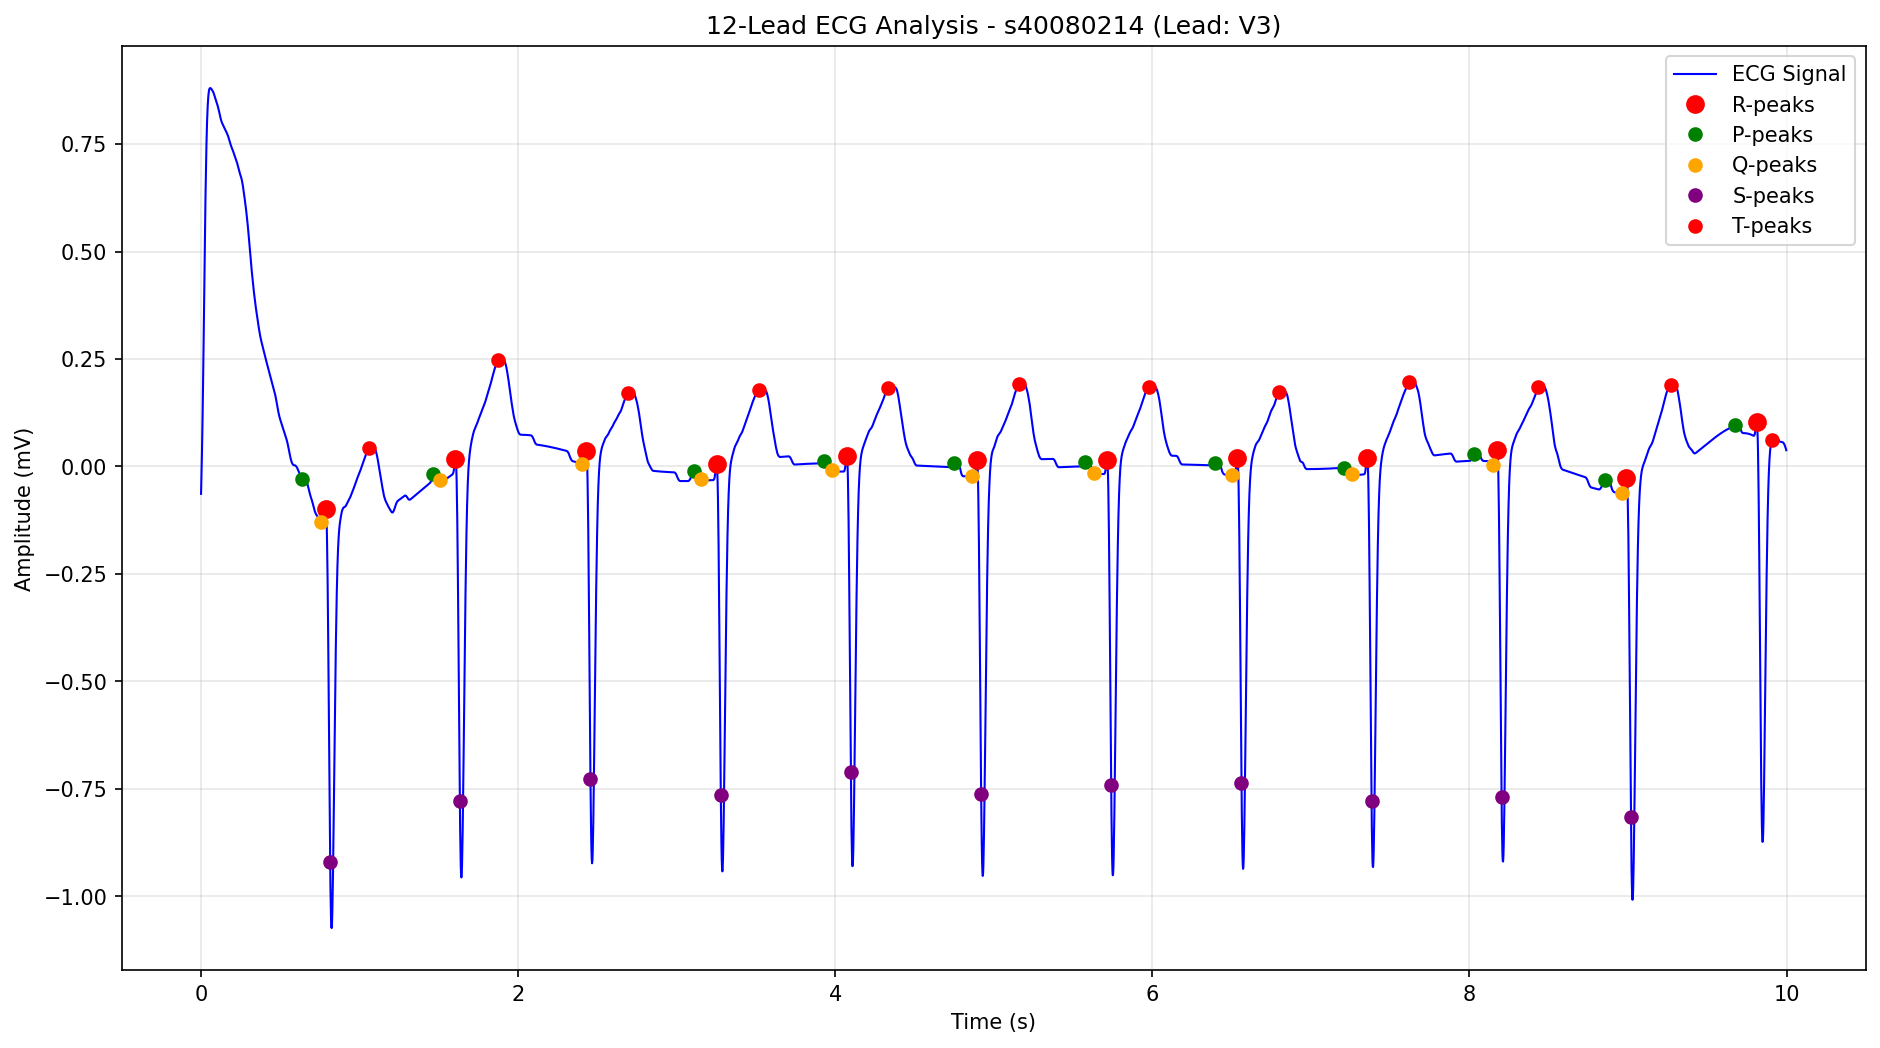 12-Lead ECG Analysis - s40080214 (Lead: V3)
ECG Signal
R-peaks
P-peaks
Q-peaks
S-peaks
T-peaks
Amplitude (mV)
0.75
0.50
0.25
0.00
−0.25
−0.50
−0.75
−1.00
0 2 4 6 8 10
Time (s)